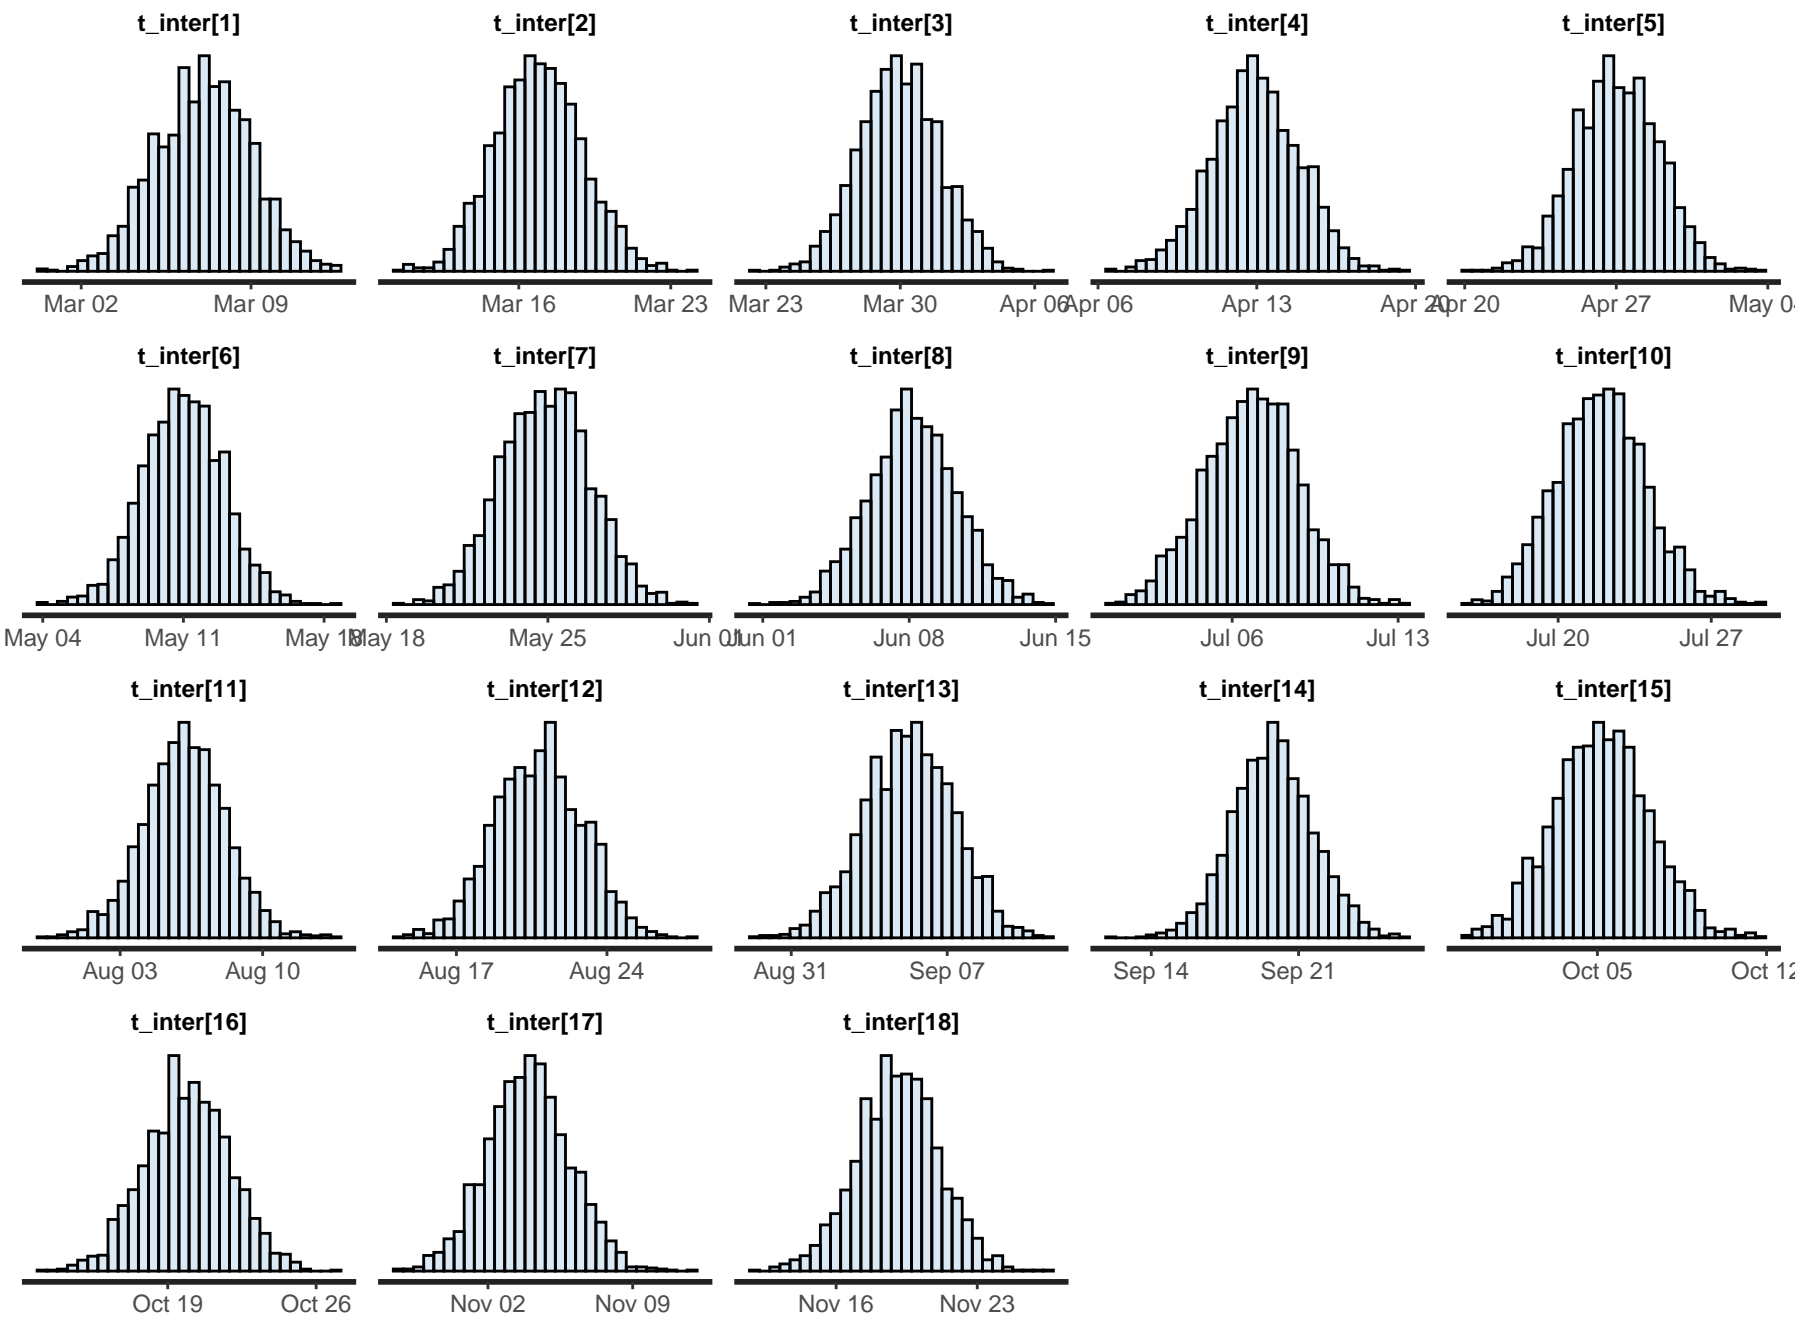 t_inter[1] t_inter[2] t_inter[3] t_inter[4] t_inter[5]
Mar 02 Mar 09 Mar 16 Mar 23 Mar 23 Mar 30 Apr 06 Apr 06 Apr 13 Apr 20 Apr 20 Apr 27 May 04
t_inter[6] t_inter[7] t_inter[8] t_inter[9] t_inter[10]
May 04 May 11 May 18 May 18 May 25 Jun 01 Jun 01 Jun 08 Jun 15 Jul 06 Jul 13 Jul 20 Jul 27
t_inter[11] t_inter[12] t_inter[13] t_inter[14] t_inter[15]
Aug 03 Aug 10 Aug 17 Aug 24 Aug 31 Sep 07 Sep 14 Sep 21 Oct 05 Oct 12
t_inter[16] t_inter[17] t_inter[18]
Oct 19 Oct 26 Nov 02 Nov 09 Nov 16 Nov 23